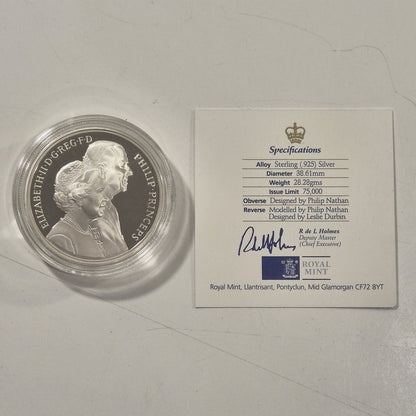 ELIZABETH II·D·G·REG·F·D
PHILIP·PRINCEPS
Specifications
Alloy Sterling (.925) Silver
Diameter 38.61mm
Weight 28.28gms
Issue Limit 75,000
Obverse Designed by Philip Nathan
Reverse Modelled by Philip Nathan
Designed by Leslie Durbin
R de L Holmes
Deputy Master
(Chief Executive)
ROYAL
MINT
Royal Mint, Llantrisant, Pontyclun, Mid Glamorgan CF72 8YT